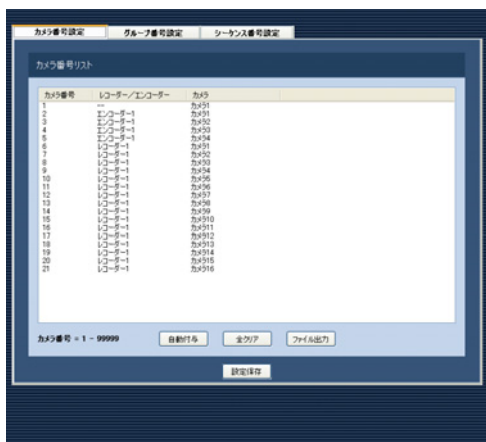 カメラ番号設定 グループ番号設定 シーケンス番号設定
カメラ番号リスト
カメラ番号 レコーダー/エンコーダー カメラ
1 --- カメラ1
2 エンコーダー1 カメラ1
3 エンコーダー1 カメラ2
4 エンコーダー1 カメラ3
5 エンコーダー1 カメラ4
6 レコーダー1 カメラ1
7 レコーダー1 カメラ2
8 レコーダー1 カメラ3
9 レコーダー1 カメラ4
10 レコーダー1 カメラ5
11 レコーダー1 カメラ6
12 レコーダー1 カメラ7
13 レコーダー1 カメラ8
14 レコーダー1 カメラ9
15 レコーダー1 カメラ10
16 レコーダー1 カメラ11
17 レコーダー1 カメラ12
18 レコーダー1 カメラ13
19 レコーダー1 カメラ14
20 レコーダー1 カメラ15
21 レコーダー1 カメラ16
カメラ番号 = 1 - 99999 自動付与 全クリア ファイル出力
設定保存